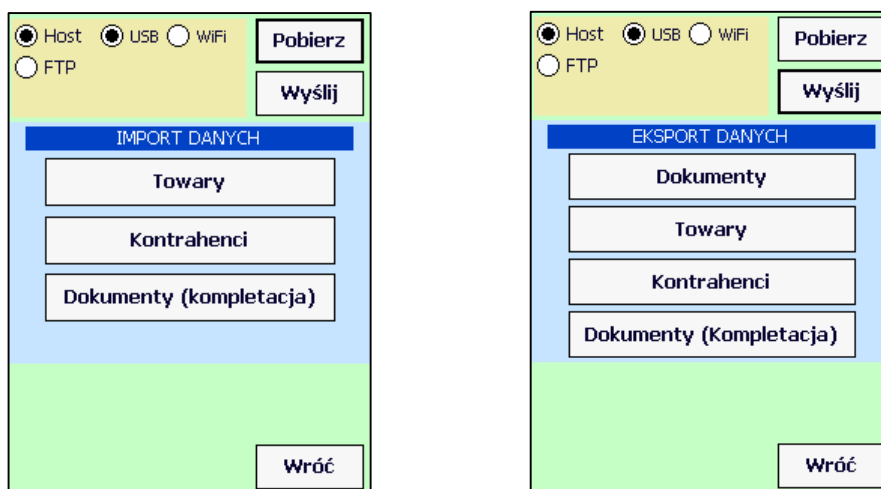 Host USB WiFi
FTP
Pobierz
Wyślij
IMPORT DANYCH
Towary
Kontrahenci
Dokumenty (kompletacja)
Wróć
Host USB WiFi
FTP
Pobierz
Wyślij
EKSPORT DANYCH
Dokumenty
Towary
Kontrahenci
Dokumenty (Kompletacja)
Wróć